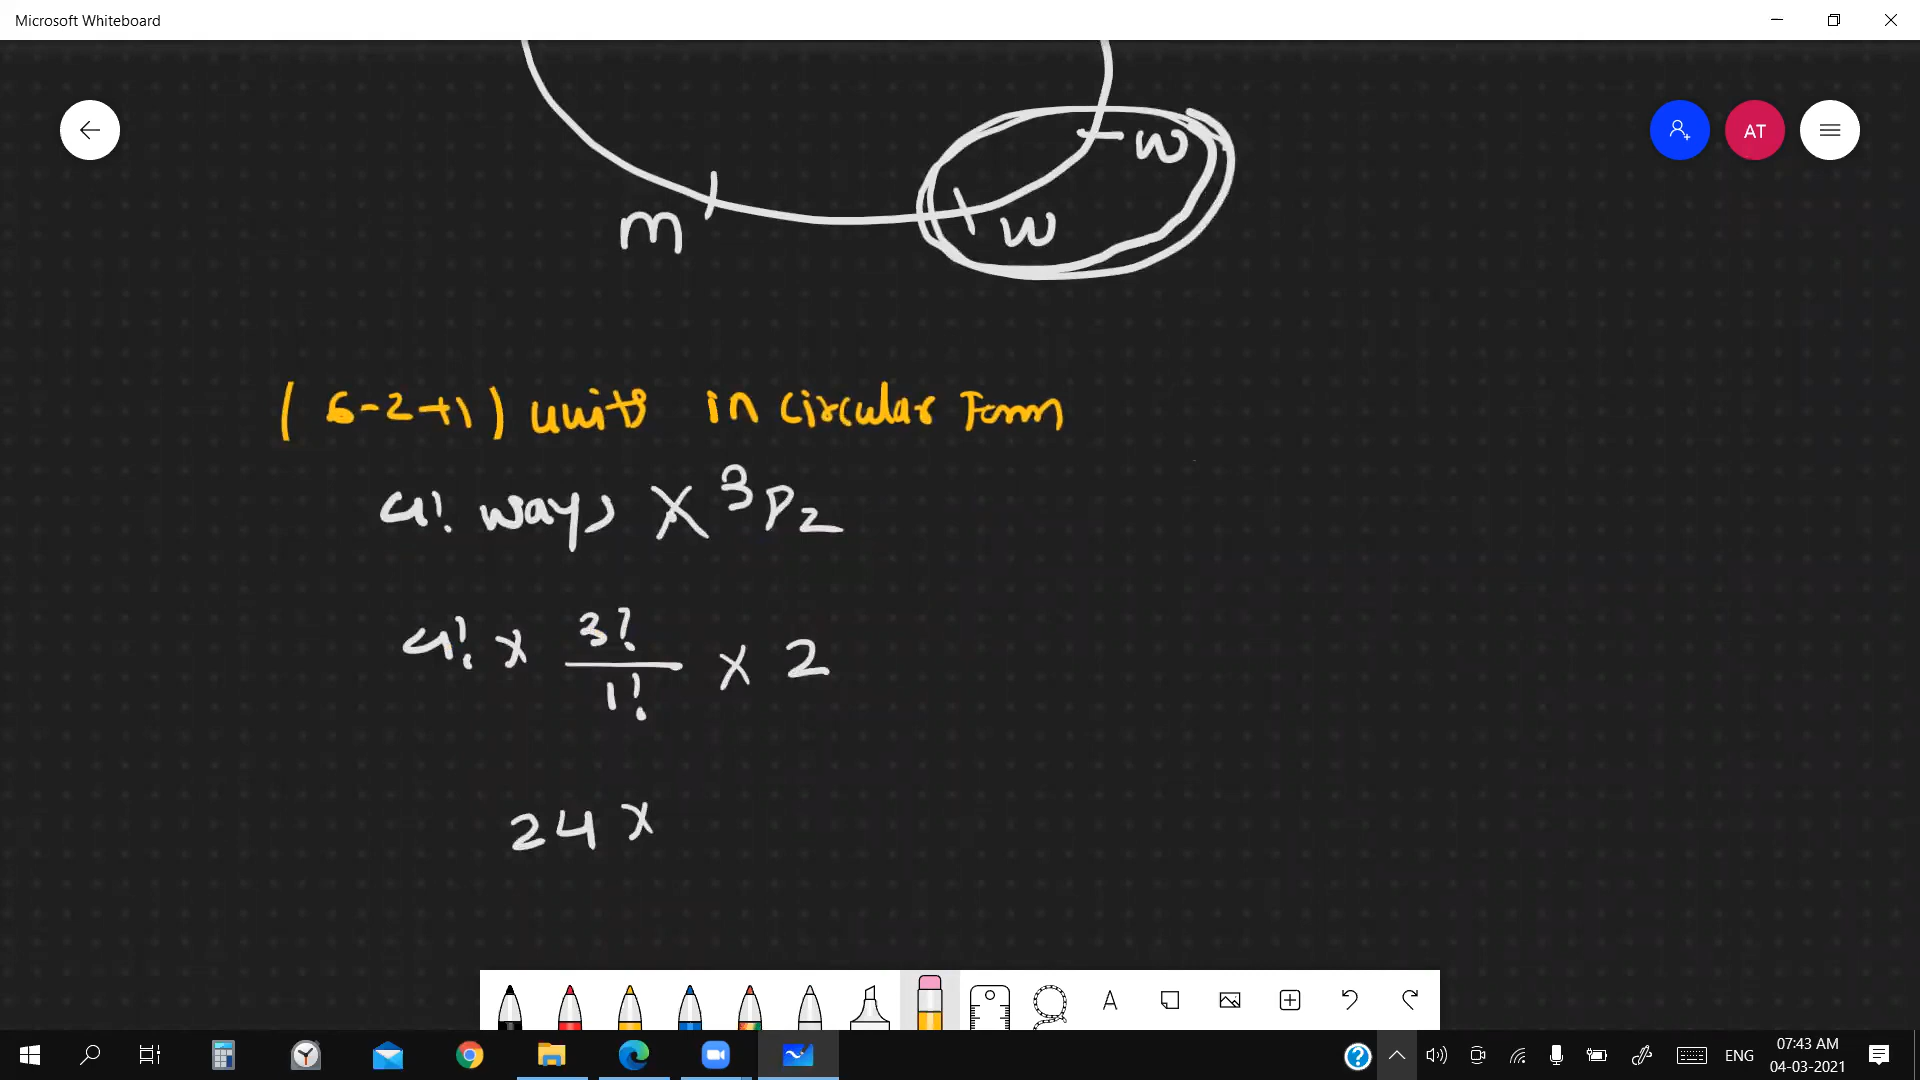 Microsoft Whiteboard
AT
w
m
w
(6-2+1) units in circular Form
4! ways X ³P₂
4! x 3!/1! x 2
24 x
A
ENG
07:43 AM
04-03-2021